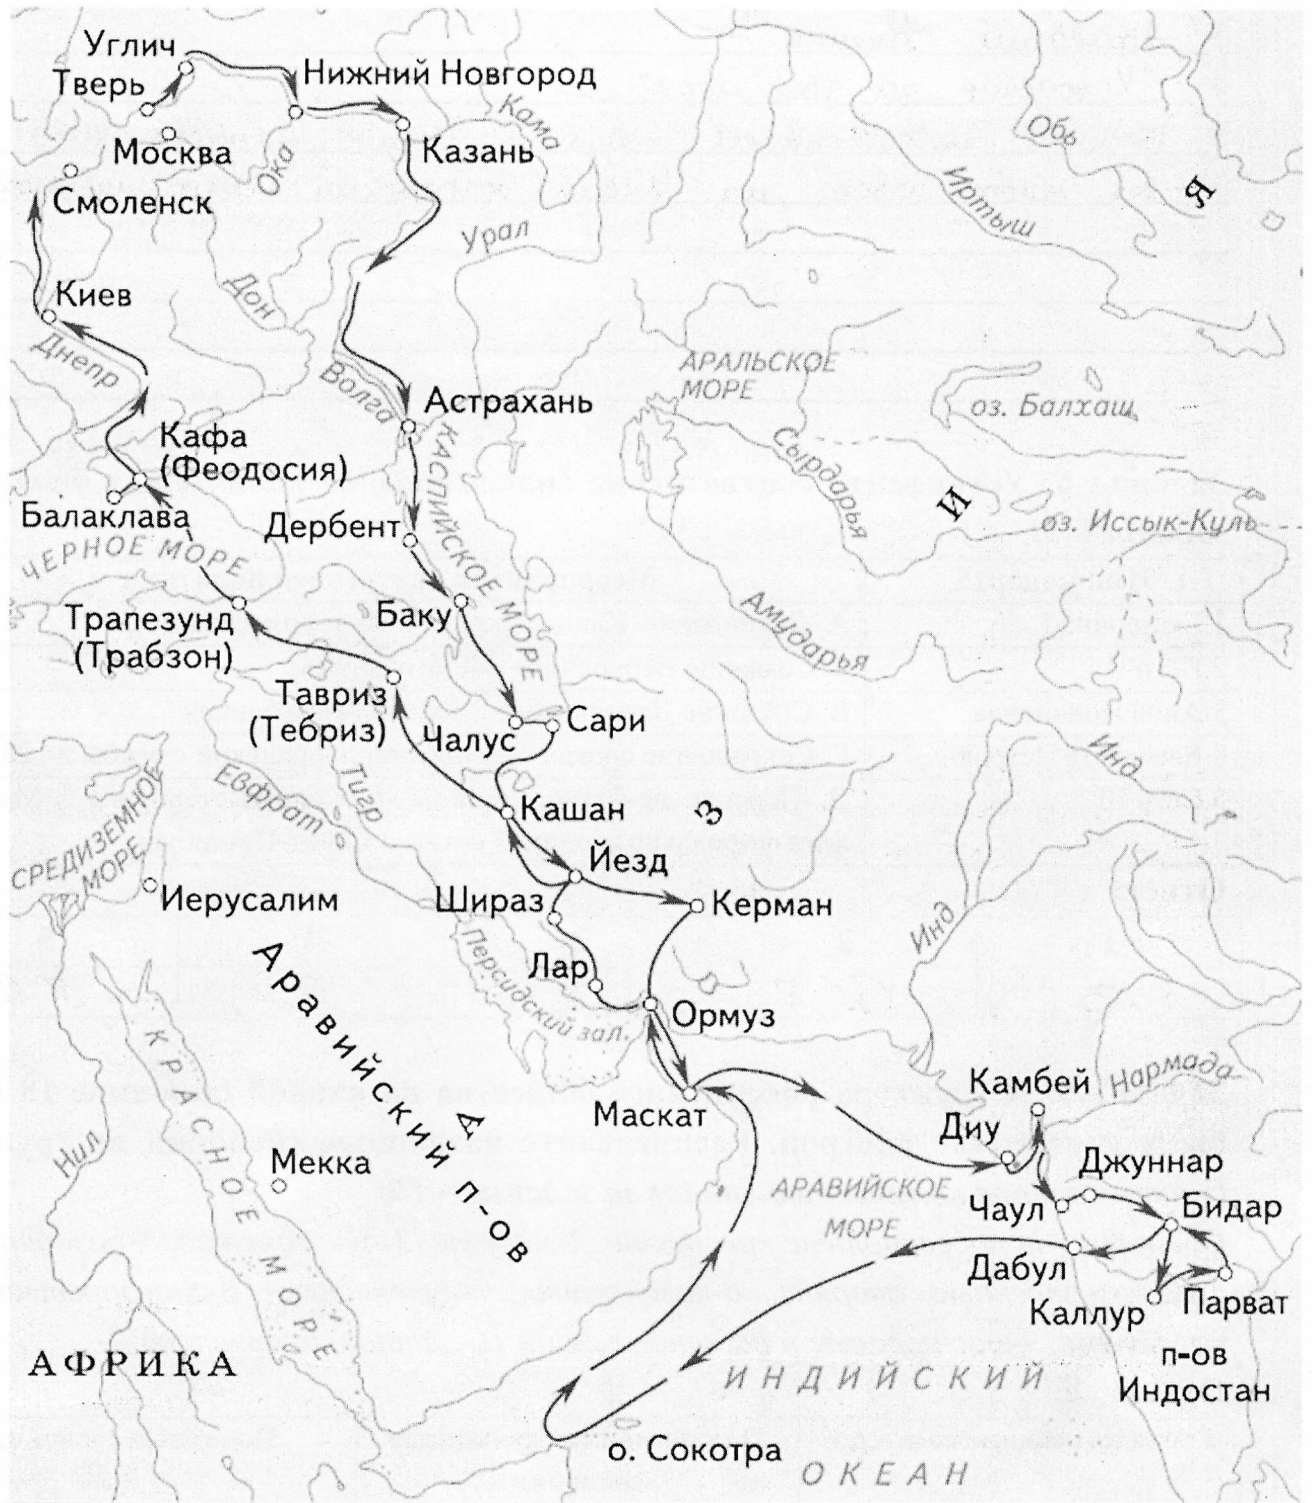 Углич
Тверь
Нижний Новгород
Москва
Ока
Кама
Казань
Обь
Иртыш
Я
Смоленск
Урал
Киев
Дон
Днепр
Волга
АРАЛЬСКОЕ
МОРЕ
оз. Балхаш
Астрахань
Кафа
(Феодосия)
КАСПИЙСКОЕ МОРЕ
Сырдарья
И
оз. Иссык-Куль
Балаклава
Дербент
ЧЕРНОЕ МОРЕ
Баку
Амударья
Трапезунд
(Трабзон)
Тавриз
(Тебриз)
Чалус
Сари
Инд
Евфрат
Тигр
СРЕДИЗЕМНОЕ
МОРЕ
Кашан
З
Йезд
Иерусалим
Шираз
Керман
Инд
Лар
Персидский зал.
Ормуз
Аравийский п-ов
А
КРАСНОЕ МОРЕ
Нил
Маскат
Камбей
Нармада
Диу
Джуннар
Мекка
АРАВИЙСКОЕ
МОРЕ
Чаул
Бидар
Дабул
Каллур
Парват
АФРИКА
п-ов
Индостан
ИНДИЙСКИЙ
о. Сокотра
ОКЕАН